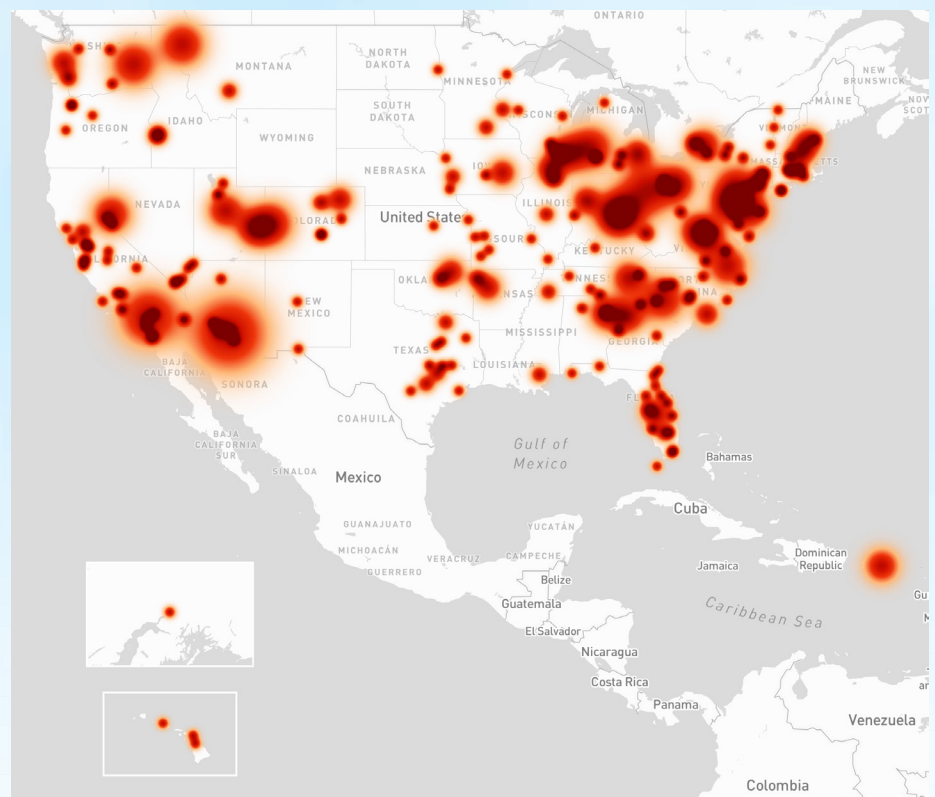 ONTARIO
NORTH
DAKOTA
MONTANA
MINNESOTA
NEW
BRUNSWICK
MAINE
SOUTH
DAKOTA
MICHIGAN
OREGON
IDAHO
WYOMING
NEBRASKA
NEVADA
United States
ILLINOIS
KENTUCKY
NEW
MEXICO
MISSISSIPPI
GEORGIA
TEXAS
LOUISIANA
BAJA
CALIFORNIA
SONORA
COAHUILA
BAJA
CALIFORNIA
SUR
Gulf of
Mexico
Bahamas
SINALOA
Mexico
Cuba
GUANAJUATO
YUCATÁN
MICHOACÁN
VERACRUZ
CAMPECHE
GUERRERO
Dominican
Republic
Jamaica
Belize
Guatemala
Caribbean Sea
El Salvador
Nicaragua
Costa Rica
Panama
Venezuela
Colombia